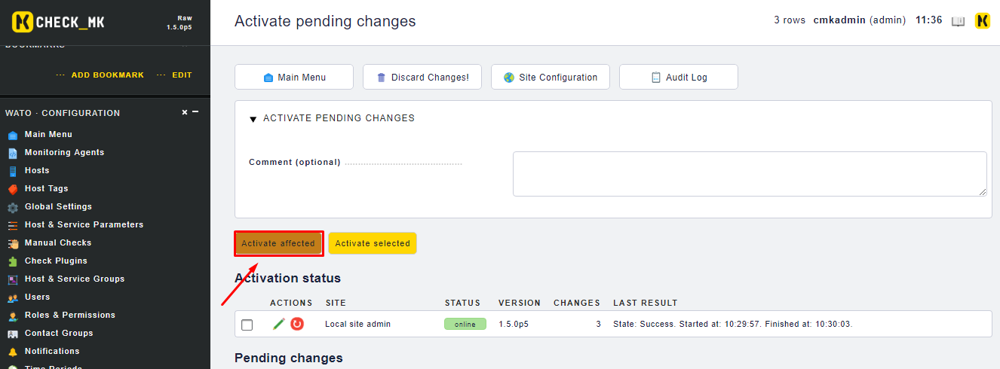 CHECK_MK
Raw
1.5.0p5
BOOKMARKS
··· ADD BOOKMARK ··· EDIT
WATO · CONFIGURATION
Main Menu
Monitoring Agents
Hosts
Host Tags
Global Settings
Host & Service Parameters
Manual Checks
Check Plugins
Host & Service Groups
Users
Roles & Permissions
Contact Groups
Notifications
Time Periods
Activate pending changes
3 rows cmkadmin (admin) 11:36
Main Menu
Discard Changes!
Site Configuration
Audit Log
ACTIVATE PENDING CHANGES
Comment (optional)
Activate affected
Activate selected
Activation status
ACTIONS SITE STATUS VERSION CHANGES LAST RESULT
Local site admin online 1.5.0p5 3 State: Success. Started at: 10:29:57. Finished at: 10:30:03.
Pending changes